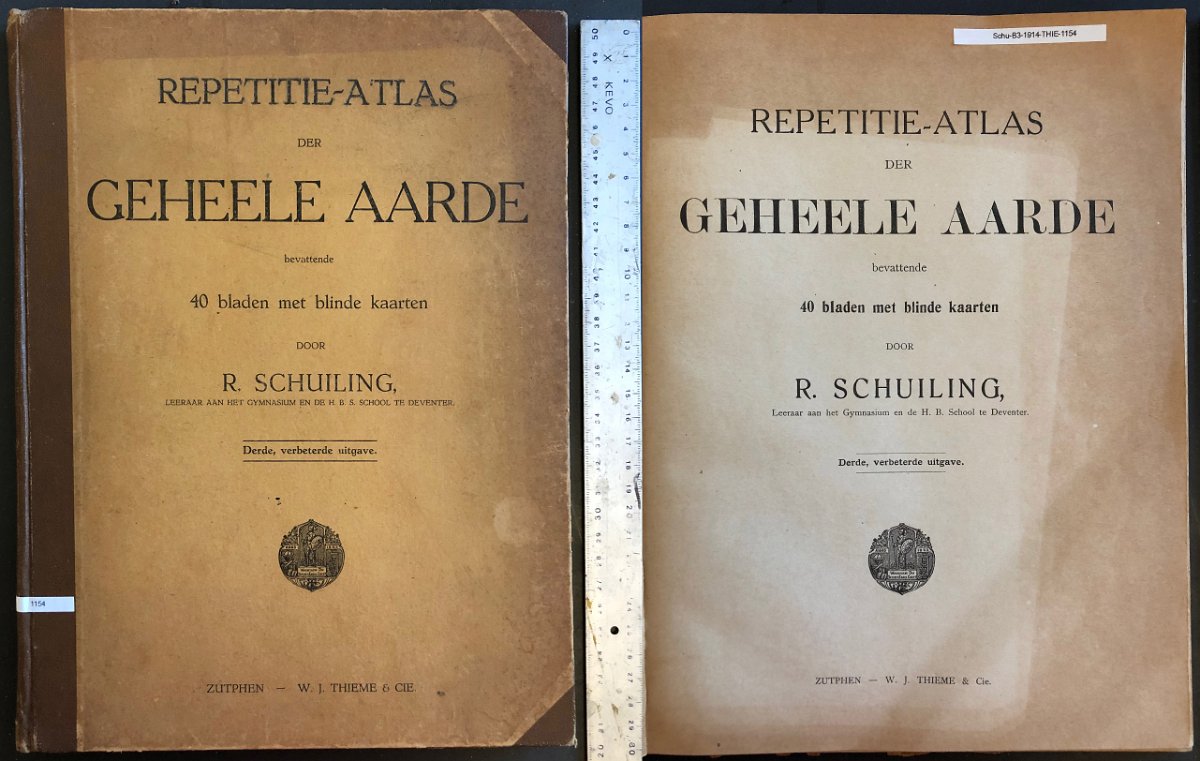 REPETITIE-ATLAS
DER
GEHEELE AARDE
bevattende
40 bladen met blinde kaarten
DOOR
R. SCHUILING,
LEERAAR AAN HET GYMNASIUM EN DE H. B. S. SCHOOL TE DEVENTER.
Derde, verbeterde uitgave.
ZUTPHEN — W. J. THIEME & CIE.
1154
KEVO
Schu-83-1914-THIE-1154
REPETITIE-ATLAS
DER
GEHEELE AARDE
bevattende
40 bladen met blinde kaarten
DOOR
R. SCHUILING,
Leeraar aan het Gymnasium en de H. B. School te Deventer.
Derde, verbeterde uitgave.
ZUTPHEN — W. J. THIEME & Cie.